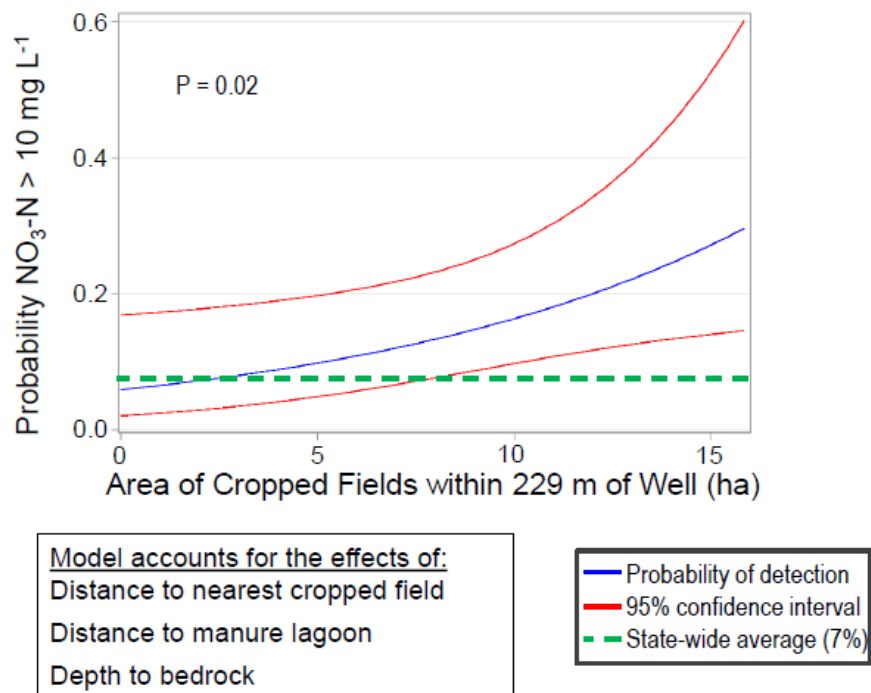 Probability NO₃-N > 10 mg L⁻¹
0.6
0.4
0.2
0.0
P = 0.02
0 5 10 15
Area of Cropped Fields within 229 m of Well (ha)
Model accounts for the effects of:
Distance to nearest cropped field
Distance to manure lagoon
Depth to bedrock
Probability of detection
95% confidence interval
State-wide average (7%)